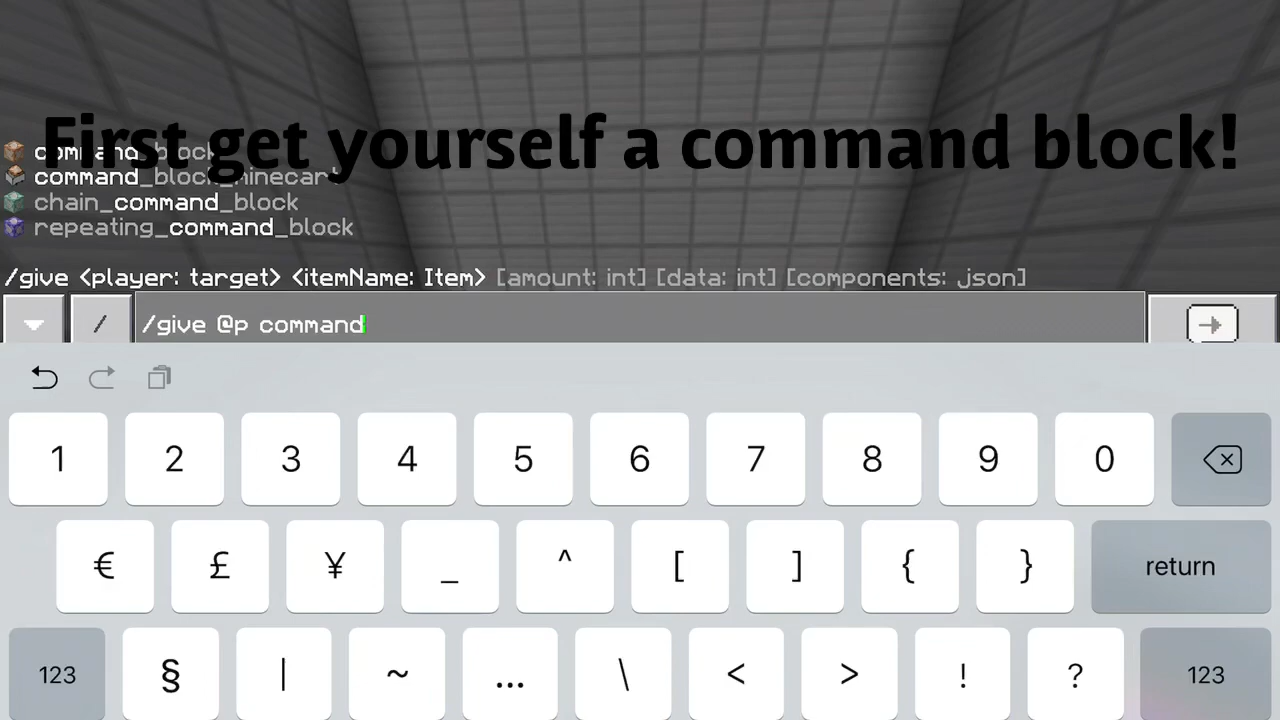 First get yourself a command block!
command_block
command_block_minecart
chain_command_block
repeating_command_block
/give <player: target> <itemName: Item> [amount: int] [data: int] [components: json]
/ /give @p command
1 2 3 4 5 6 7 8 9 0
€ £ ¥ _ ^ [ ] { } return
123 § | ~ ... \ < > ! ? 123